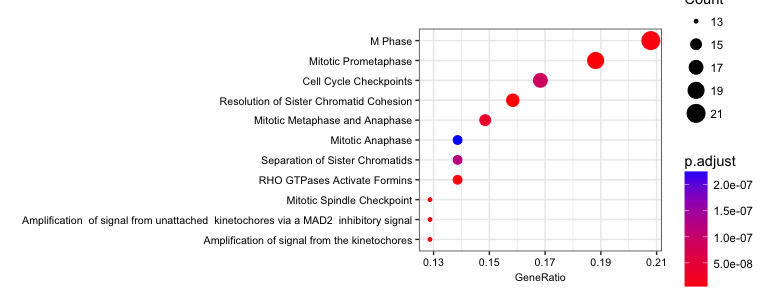 Count
M Phase
Mitotic Prometaphase
Cell Cycle Checkpoints
Resolution of Sister Chromatid Cohesion
Mitotic Metaphase and Anaphase
Mitotic Anaphase
Separation of Sister Chromatids
RHO GTPases Activate Formins
Mitotic Spindle Checkpoint
Amplification  of signal from unattached  kinetochores via a MAD2  inhibitory signal
Amplification of signal from the kinetochores
0.13 0.15 0.17 0.19 0.21
GeneRatio
13
15
17
19
21
p.adjust
2.0e-07
1.5e-07
1.0e-07
5.0e-08